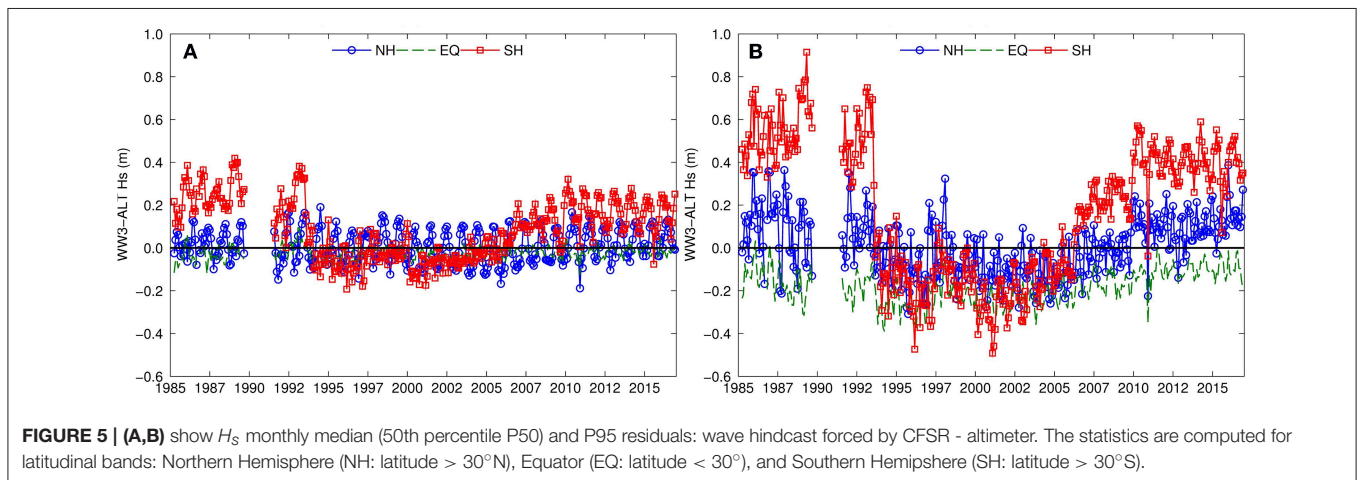 A
NH EQ SH
WW3-ALT Hs (m)
1.0
0.8
0.6
0.4
0.2
0.0
−0.2
−0.4
−0.6
1985 1987 1990 1992 1995 1997 2000 2002 2006 2007 2010 2012 2015
B
NH EQ SH
WW3-ALT Hs (m)
1.0
0.8
0.6
0.4
0.2
0.0
−0.2
−0.4
−0.6
1985 1987 1990 1992 1995 1998 2000 2002 2005 2007 2010 2012 2015
FIGURE 5 | (A,B) show Hs monthly median (50th percentile P50) and P95 residuals: wave hindcast forced by CFSR - altimeter. The statistics are computed for
latitudinal bands: Northern Hemisphere (NH: latitude > 30°N), Equator (EQ: latitude < 30°), and Southern Hemipshere (SH: latitude > 30°S).